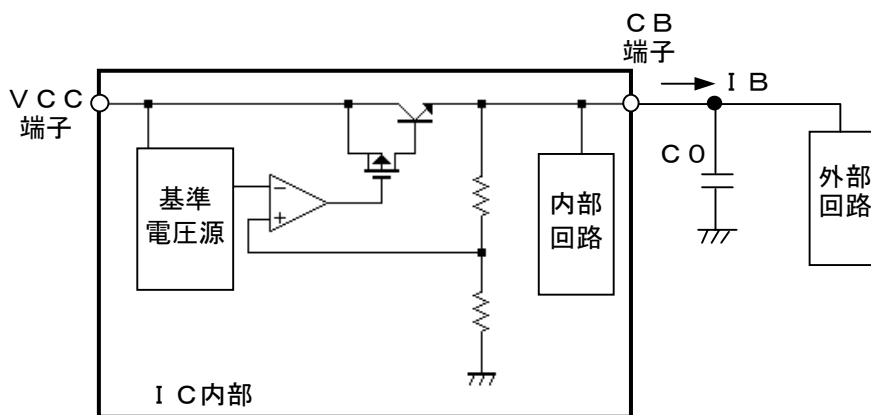 ＣＢ
端子
ＶＣＣ
端子
ＩＢ
Ｃ０
基準
電圧源
−
+
内部
回路
外部
回路
ＩＣ内部